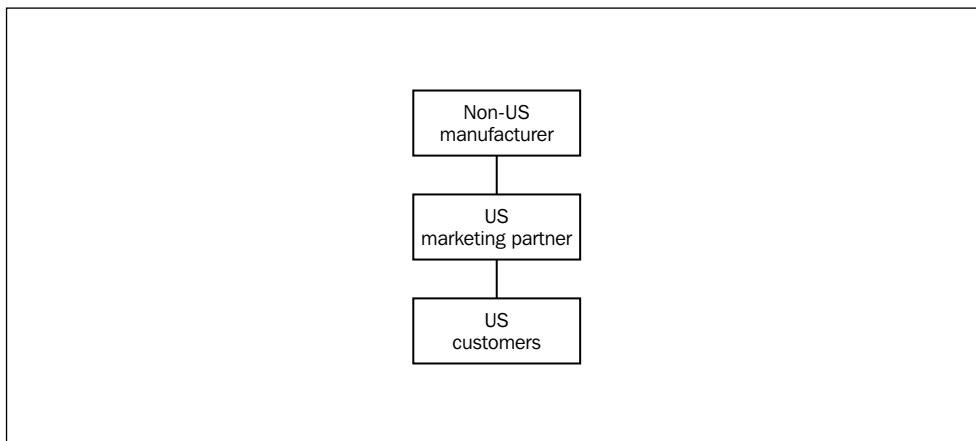 Non-US
manufacturer
US
marketing partner
US
customers